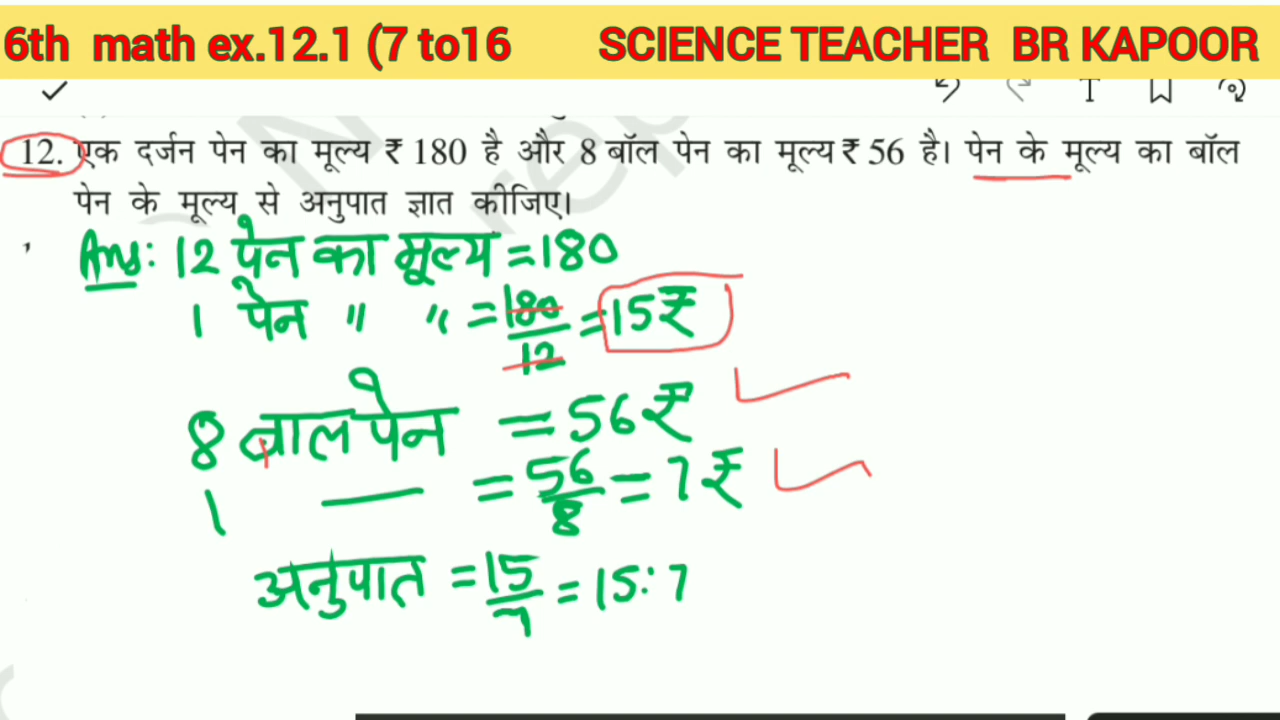 6th math ex.12.1 (7 to16 SCIENCE TEACHER BR KAPOOR
12. एक दर्जन पेन का मूल्य ₹ 180 है और 8 बॉल पेन का मूल्य ₹ 56 है। पेन के मूल्य का बॉल
पेन के मूल्य से अनुपात ज्ञात कीजिए।
Ans: 12 पेन का मूल्य = 180
1 पेन " " = 180/12 = 15₹
8 बाल पेन = 56₹
1 — = 56/8 = 7₹
अनुपात = 15/7 = 15:7